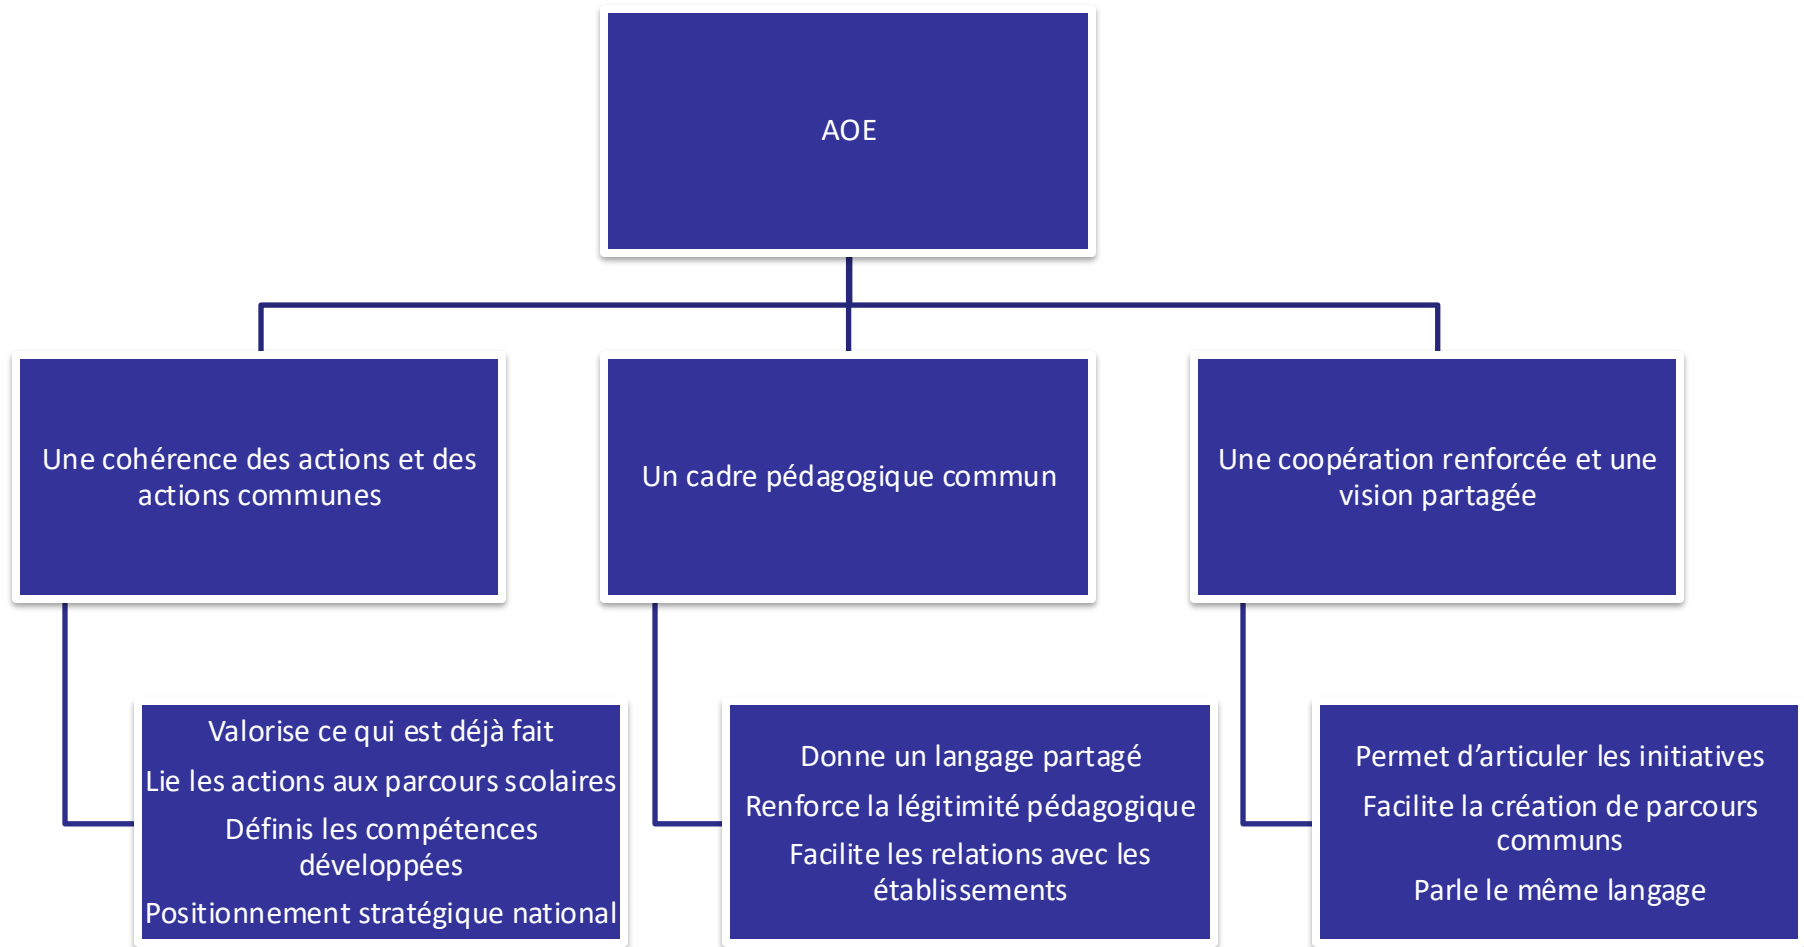 AOE
Une cohérence des actions et des
actions communes
Un cadre pédagogique commun
Une coopération renforcée et une
vision partagée
Valorise ce qui est déjà fait
Lie les actions aux parcours scolaires
Définis les compétences
développées
Positionnement stratégique national
Donne un langage partagé
Renforce la légitimité pédagogique
Facilite les relations avec les
établissements
Permet d’articuler les initiatives
Facilite la création de parcours
communs
Parle le même langage